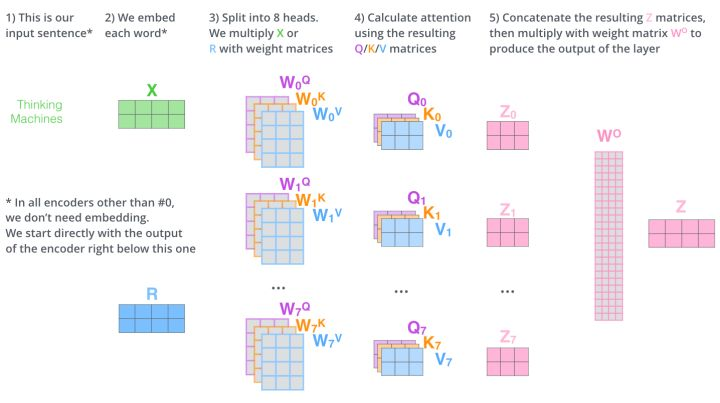 1) This is our
input sentence*
2) We embed
each word*
3) Split into 8 heads.
We multiply X or
R with weight matrices
4) Calculate attention
using the resulting
Q/K/V matrices
5) Concatenate the resulting Z matrices,
then multiply with weight matrix Wᴼ to
produce the output of the layer
Thinking
Machines
X
W₀Q
W₀K
W₀V
Q₀
K₀
V₀
Z₀
Wᴼ
Z
* In all encoders other than #0,
we don't need embedding.
We start directly with the output
of the encoder right below this one
W₁Q
W₁K
W₁V
Q₁
K₁
V₁
Z₁
R
...
...
...
W₇Q
W₇K
W₇V
Q₇
K₇
V₇
Z₇